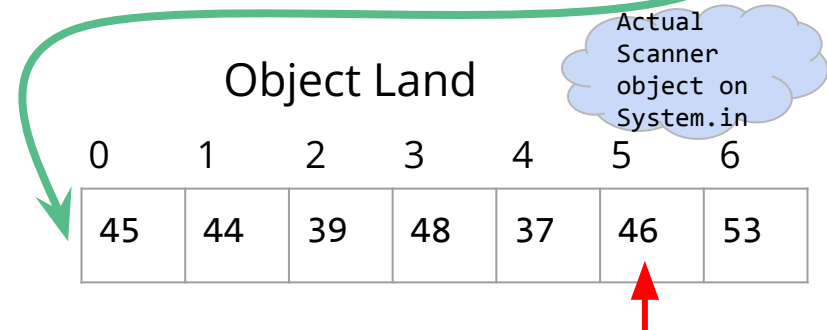 Actual
Scanner
object on
System.in
Object Land
0 1 2 3 4 5 6
45 44 39 48 37 46 53